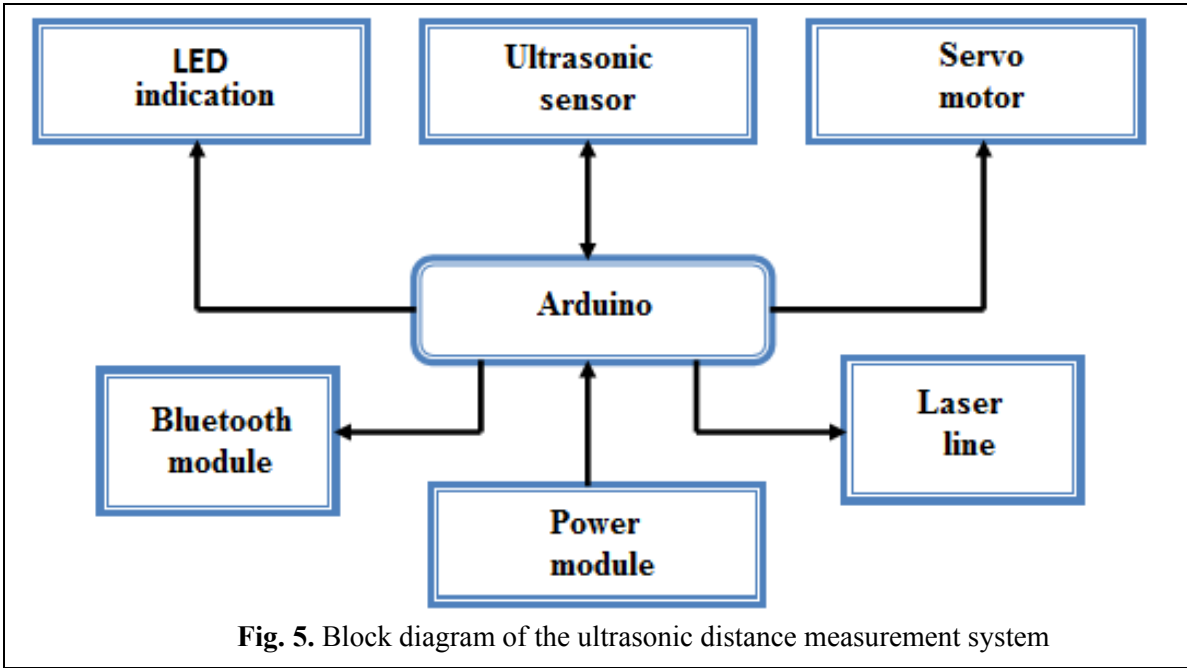 LED
indication
Ultrasonic
sensor
Servo
motor
Arduino
Bluetooth
module
Laser
line
Power
module
Fig. 5. Block diagram of the ultrasonic distance measurement system